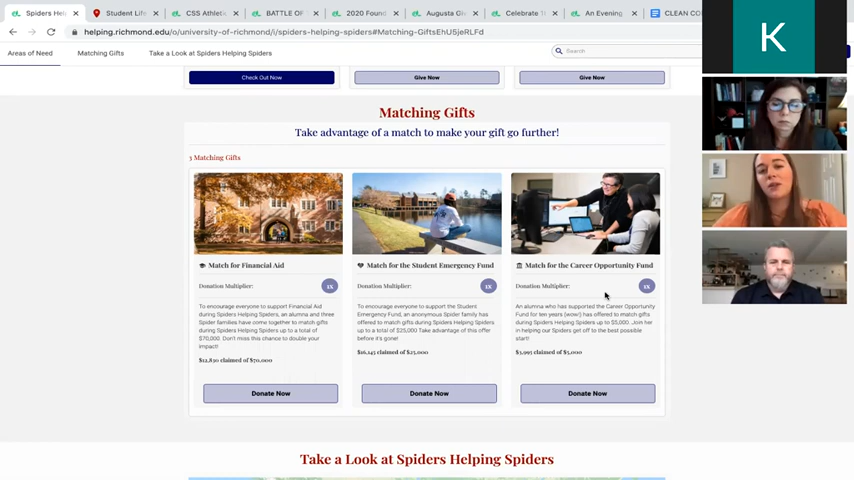 Spiders Hel
Student Life
CSS Athleti
BATTLE OF
2020 Found
Augusta Giv
Celebrate 1
An Evening
CLEAN CO
helping.richmond.edu/o/university-of-richmond/i/spiders-helping-spiders#Matching-GiftsEhU5jeRLFd
Areas of Need
Matching Gifts
Take a Look at Spiders Helping Spiders
Search
K
Check Out Now
Give Now
Give Now
Matching Gifts
Take advantage of a match to make your gift go further!
3 Matching Gifts
Match for Financial Aid
Donation Multiplier:
1X
To encourage everyone to support Financial Aid
during Spiders Helping Spiders, an alumna and three
Spider families have come together to match gifts
during Spiders Helping Spiders up to a total of
$70,000. Don't miss this chance to double your
impact!
$12,830 claimed of $70,000
Donate Now
Match for the Student Emergency Fund
Donation Multiplier:
1X
To encourage everyone to support the Student
Emergency Fund, an anonymous Spider family has
offered to match gifts during Spiders Helping Spiders
up to a total of $25,000 Take advantage of this offer
before it's gone!
$16,145 claimed of $25,000
Donate Now
Match for the Career Opportunity Fund
Donation Multiplier:
1X
An alumna who has supported the Career Opportunity
Fund for ten years (wow!) has offered to match gifts
during Spiders Helping Spiders up to $5,000. Join her
in helping our Spiders get off to the best possible
start!
$3,995 claimed of $5,000
Donate Now
Take a Look at Spiders Helping Spiders